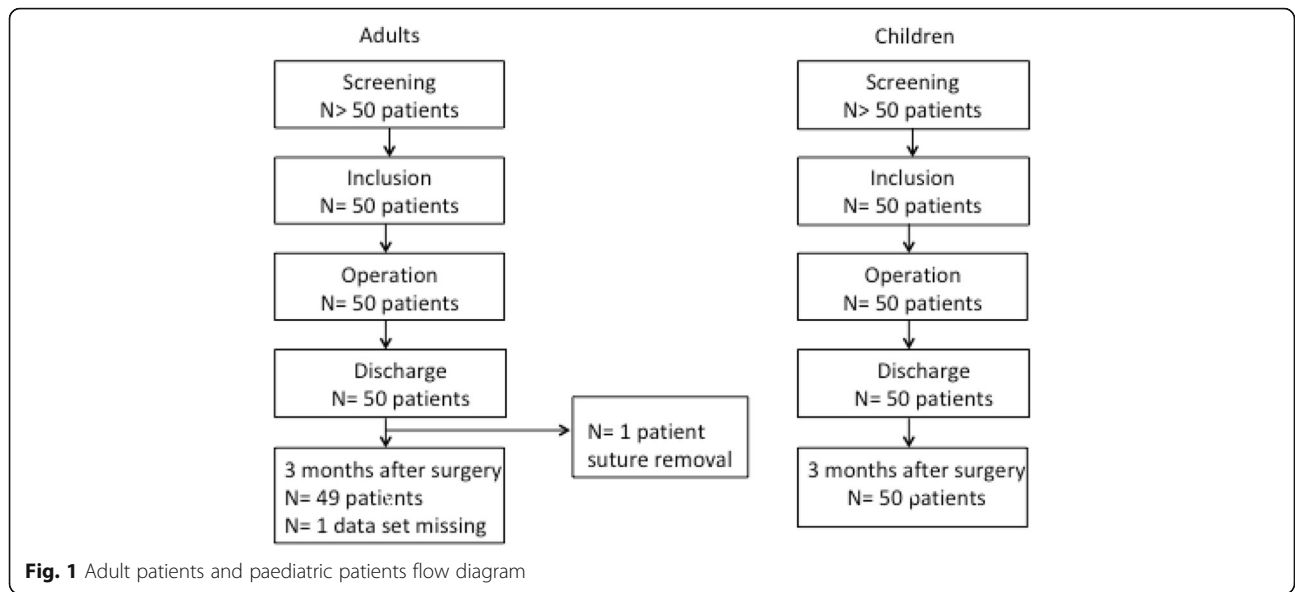 Adults
Screening
N> 50 patients
Inclusion
N= 50 patients
Operation
N= 50 patients
Discharge
N= 50 patients
N= 1 patient
suture removal
3 months after surgery
N= 49 patients
N= 1 data set missing
Children
Screening
N> 50 patients
Inclusion
N= 50 patients
Operation
N= 50 patients
Discharge
N= 50 patients
3 months after surgery
N= 50 patients
Fig. 1 Adult patients and paediatric patients flow diagram